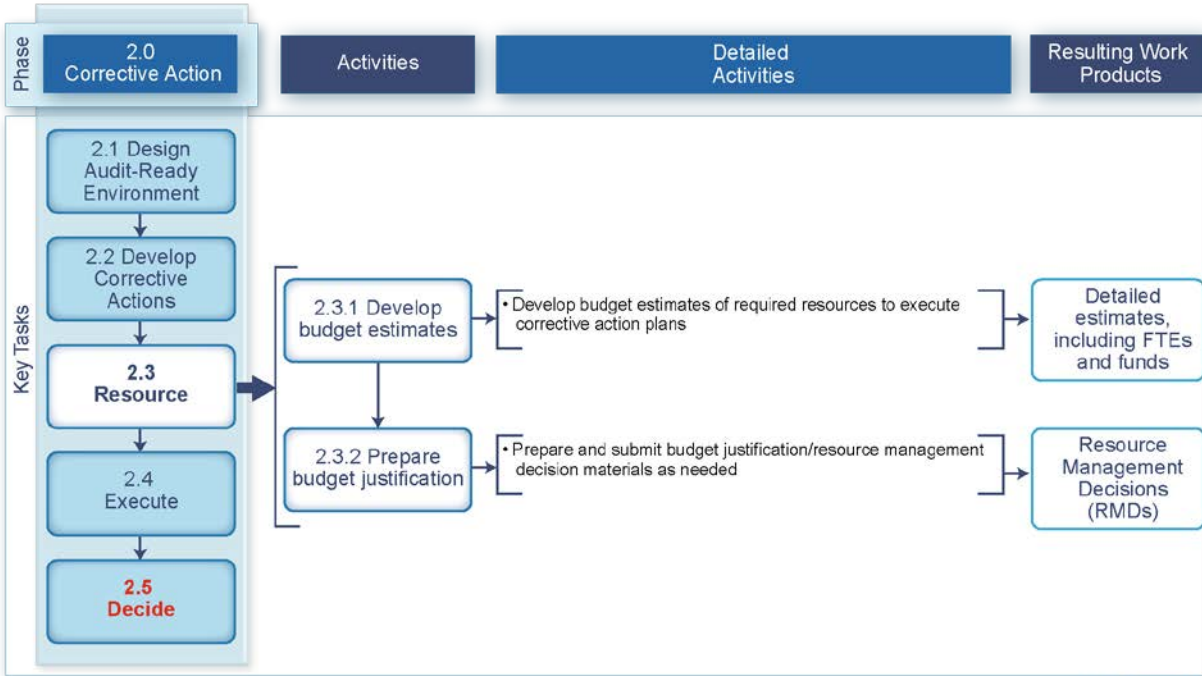 Phase
2.0
Corrective Action
Activities
Detailed
Activities
Resulting Work
Products
Key Tasks
2.1 Design
Audit-Ready
Environment
2.2 Develop
Corrective
Actions
2.3
Resource
2.4
Execute
2.5
Decide
2.3.1 Develop
budget estimates
• Develop budget estimates of required resources to execute
corrective action plans
Detailed
estimates,
including FTEs
and funds
2.3.2 Prepare
budget justification
• Prepare and submit budget justification/resource management
decision materials as needed
Resource
Management
Decisions
(RMDs)